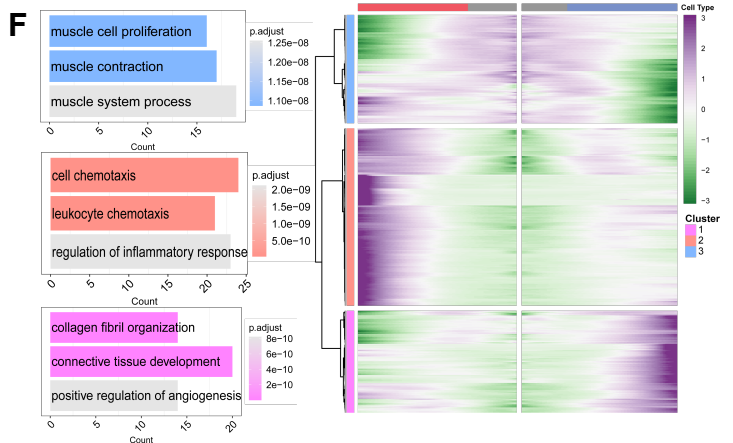 F
muscle cell proliferation
muscle contraction
muscle system process
0
5
10
15
Count
p.adjust
1.25e−08
1.20e−08
1.15e−08
1.10e−08
cell chemotaxis
leukocyte chemotaxis
regulation of inflammatory response
0
5
10
15
20
25
Count
p.adjust
2.0e−09
1.5e−09
1.0e−09
5.0e−10
collagen fibril organization
connective tissue development
positive regulation of angiogenesis
0
5
10
15
20
Count
p.adjust
8e−10
6e−10
4e−10
2e−10
Cell Type
3
2
1
0
−1
−2
−3
Cluster
1
2
3